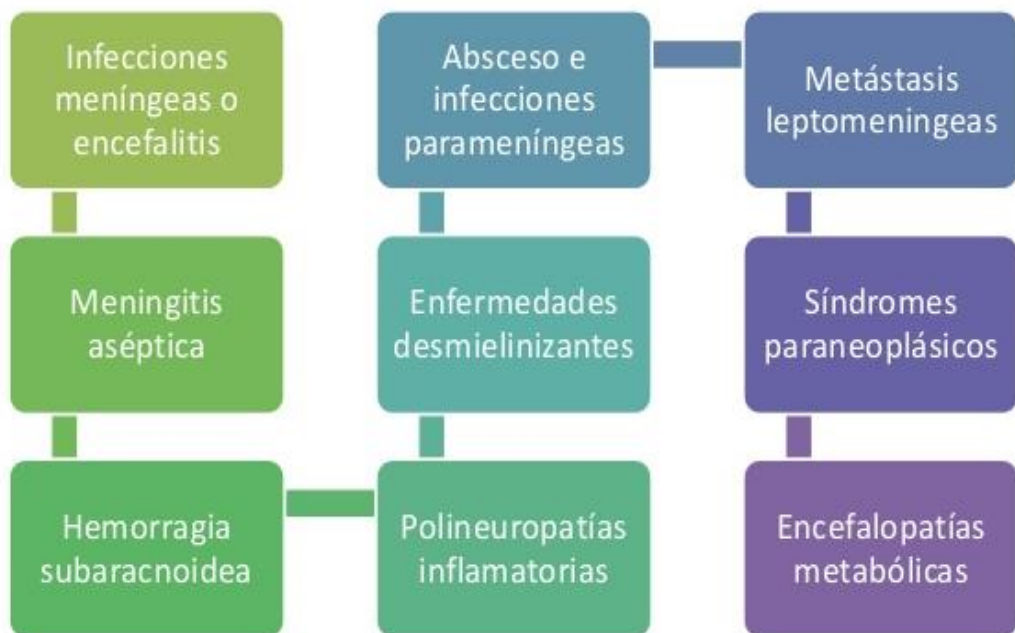 Infecciones
meníngeas o
encefalitis
Meningitis
aséptica
Hemorragia
subaracnoidea
Polineuropatías
inflamatorias
Enfermedades
desmielinizantes
Absceso e
infecciones
parameníngeas
Metástasis
leptomeningeas
Síndromes
paraneoplásicos
Encefalopatías
metabólicas